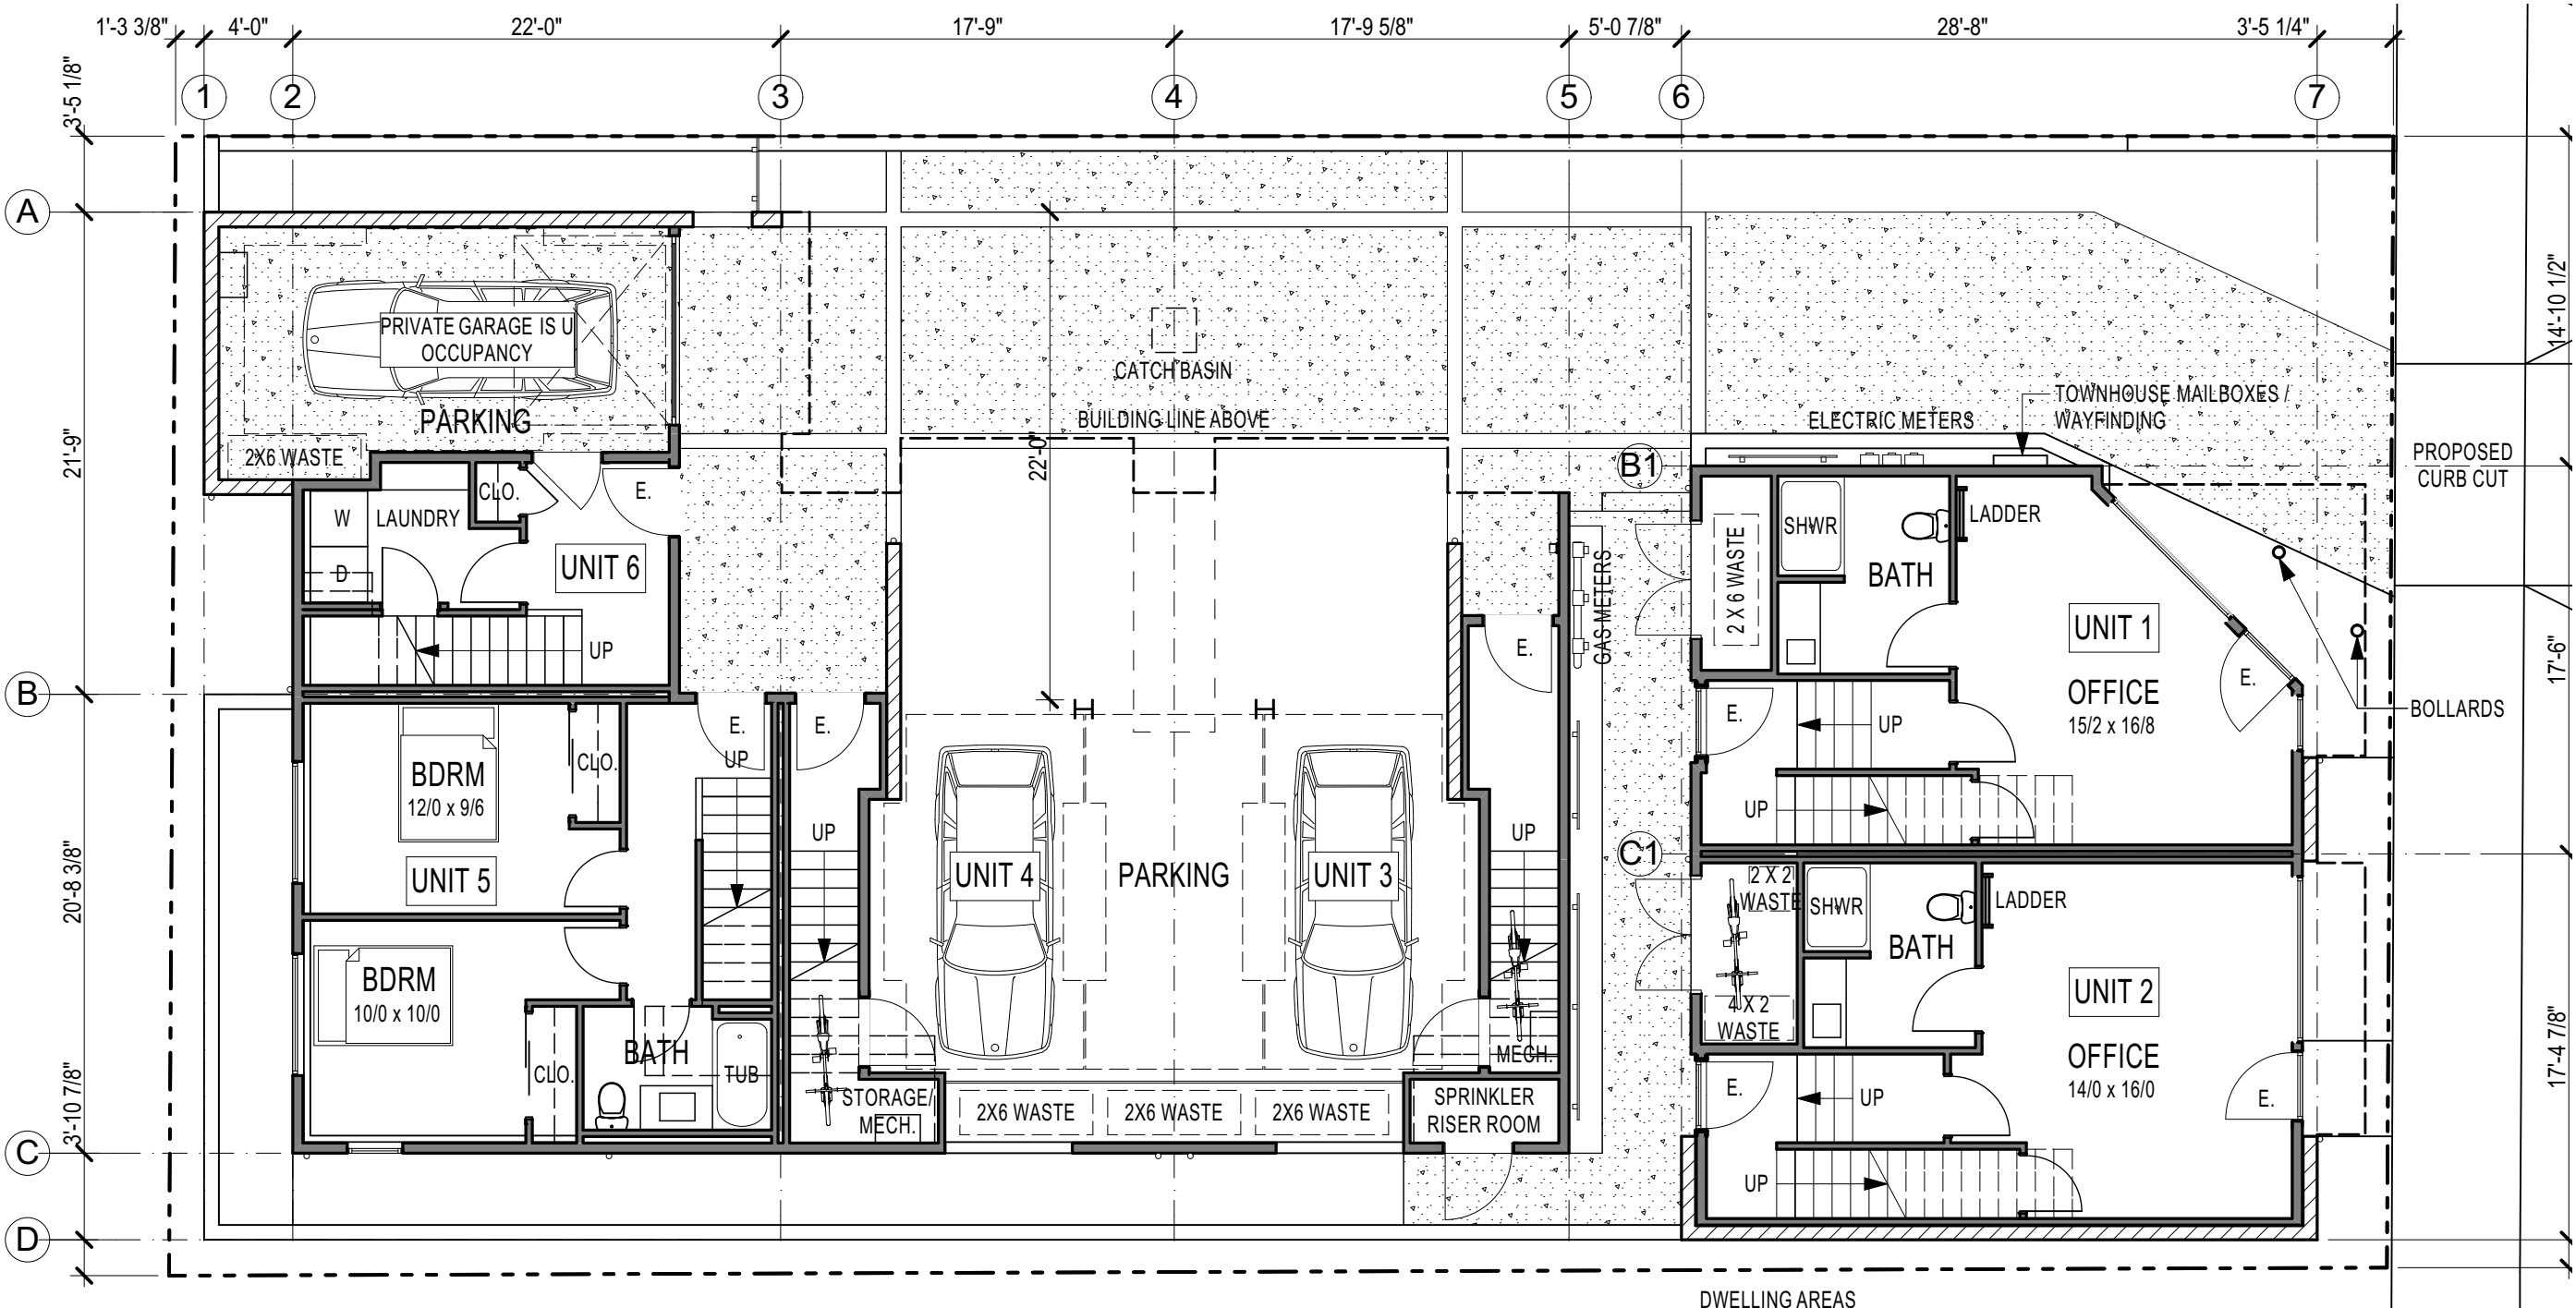 1'-3 3/8"
4'-0"
22'-0"
17'-9"
17'-9 5/8"
5'-0 7/8"
28'-8"
3'-5 1/4"
1
2
3
4
5
6
7
3'-5 1/8"
A
21'-9"
B
20'-8 3/8"
3'-10 7/8"
C
D
14'-10 1/2"
17'-6"
17'-4 7/8"
PRIVATE GARAGE IS U
OCCUPANCY
PARKING
2X6 WASTE
CLO.
E.
W
LAUNDRY
D
UNIT 6
UP
CATCH BASIN
BUILDING LINE ABOVE
22'-0"
ELECTRIC METERS
TOWNHOUSE MAILBOXES /
WAYFINDING
PROPOSED
CURB CUT
B1
SHWR
LADDER
2 X 6 WASTE
BATH
GAS METERS
UNIT 1
OFFICE
15/2 x 16/8
E.
BOLLARDS
E.
UP
UP
BDRM
12/0 x 9/6
CLO.
UNIT 5
E.
UP
E.
UP
E.
UP
UNIT 4
PARKING
UNIT 3
C1
2 X 2
WASTE
SHWR
LADDER
BATH
4 X 2
WASTE
UNIT 2
OFFICE
14/0 x 16/0
E.
E.
UP
UP
BDRM
10/0 x 10/0
CLO.
BATH
TUB
STORAGE/
MECH.
2X6 WASTE
2X6 WASTE
2X6 WASTE
MECH.
SPRINKLER
RISER ROOM
DWELLING AREAS